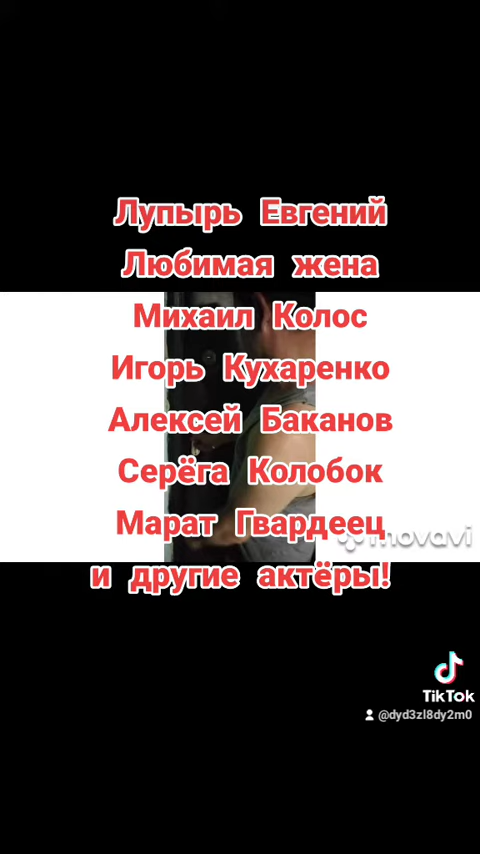 Лупырь Евгений
Любимая жена
Михаил Колос
Игорь Кухаренко
Алексей Баканов
Серёга Колобок
Марат Гвардеец
movavi
и другие актёры!
TikTok
@dyd3zl8dy2m0